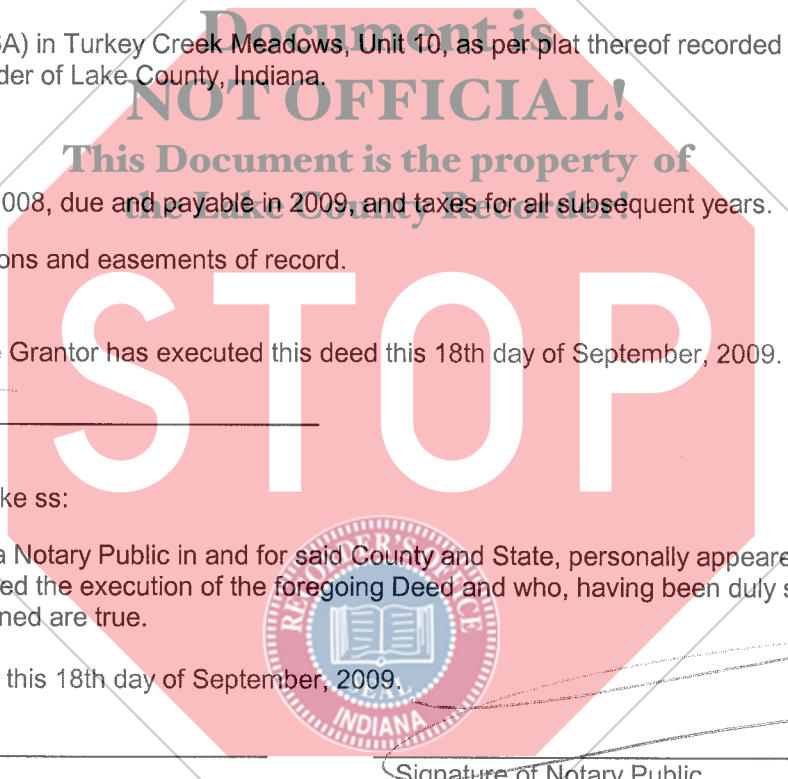 Document is
6A) in Turkey Creek Meadows, Unit 10, as per plat thereof recorded
der of Lake County, Indiana.
NOT OFFICIAL!
This Document is the property of
008, due and payable in 2009, and taxes for all subsequent years.
the Lake County Recorder!
ons and easements of record.
STOP
e Grantor has executed this deed this 18th day of September, 2009.
ke ss:
a Notary Public in and for said County and State, personally appeare
ed the execution of the foregoing Deed and who, having been duly s
ned are true.
RECORDER'S OFFICE
this 18th day of September, 2009.
SEAL
INDIANA
Signature of Notary Public